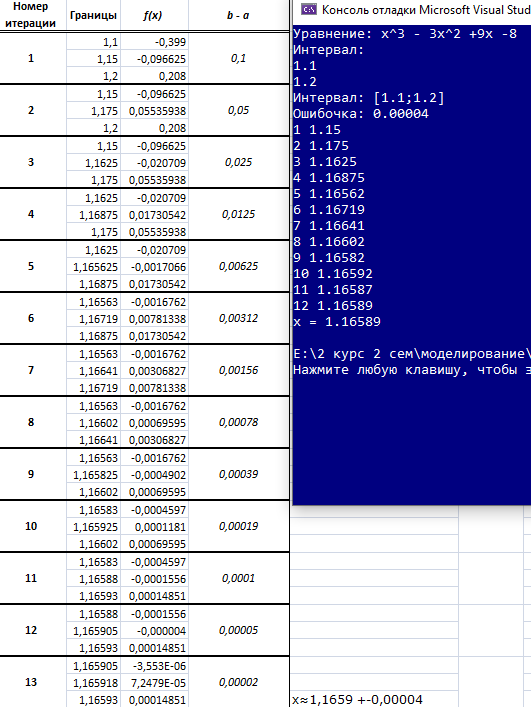 Номер итерации Границы f(x) b - a
1,1 -0,399
1 1,15 -0,096625 0,1
1,2 0,208
1,15 -0,096625
2 1,175 0,05535938 0,05
1,2 0,208
1,15 -0,096625
3 1,1625 -0,020709 0,025
1,175 0,05535938
1,1625 -0,020709
4 1,16875 0,01730542 0,0125
1,175 0,05535938
1,1625 -0,020709
5 1,165625 -0,0017066 0,00625
1,16875 0,01730542
1,16563 -0,0016762
6 1,16719 0,00781338 0,00312
1,16875 0,01730542
1,16563 -0,0016762
7 1,16641 0,00306827 0,00156
1,16719 0,00781338
1,16563 -0,0016762
8 1,16602 0,00069595 0,00078
1,16641 0,00306827
1,16563 -0,0016762
9 1,165825 -0,0004902 0,00039
1,16602 0,00069595
1,16583 -0,0004597
10 1,165925 0,0001181 0,00019
1,16602 0,00069595
1,16583 -0,0004597
11 1,16588 -0,0001556 0,0001
1,16593 0,00014851
1,16588 -0,0001556
12 1,165905 -0,000004 0,00005
1,16593 0,00014851
1,165905 -3,553E-06
13 1,165918 7,2479E-05 0,00002
1,16593 0,00014851
Консоль отладки Microsoft Visual Stud
Уравнение: x^3 - 3x^2 +9x -8
Интервал:
1.1
1.2
Интервал: [1.1;1.2]
Ошибочка: 0.00004
1 1.15
2 1.175
3 1.1625
4 1.16875
5 1.16562
6 1.16719
7 1.16641
8 1.16602
9 1.16582
10 1.16592
11 1.16587
12 1.16589
x = 1.16589
E:\2 курс 2 сем\моделирование\
Нажмите любую клавишу, чтобы з
x≈1,1659 +-0,00004